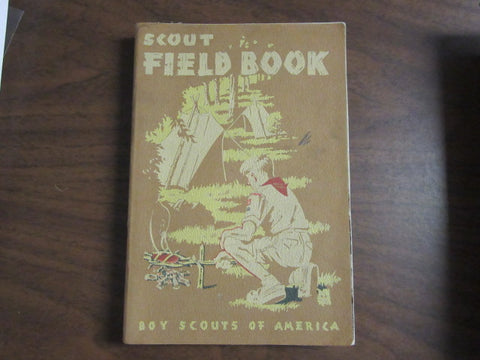 SCOUT
FIELD BOOK
BOY SCOUTS OF AMERICA